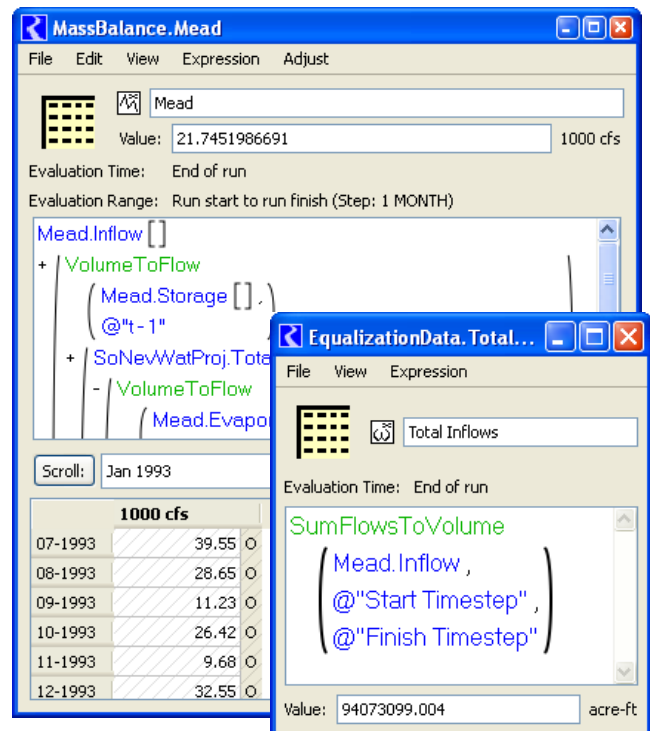 MassBalance.Mead
File Edit View Expression Adjust
Mead
Value: 21.7451986691 1000 cfs
Evaluation Time: End of run
Evaluation Range: Run start to run finish (Step: 1 MONTH)
Mead.Inflow []
+ ( VolumeToFlow
( Mead.Storage [] , )
@"t-1"
+ ( SoNevWatProj.Tota
- ( VolumeToFlow
( Mead.Evapo
Scroll: Jan 1993
1000 cfs
07-1993 39.55 O
08-1993 28.65 O
09-1993 11.23 O
10-1993 26.42 O
11-1993 9.68 O
12-1993 32.55 O
EqualizationData.Total...
File View Expression
Total Inflows
Evaluation Time: End of run
SumFlowsToVolume
( Mead.Inflow ,
@"Start Timestep" ,
@"Finish Timestep" )
Value: 94073099.004 acre-ft